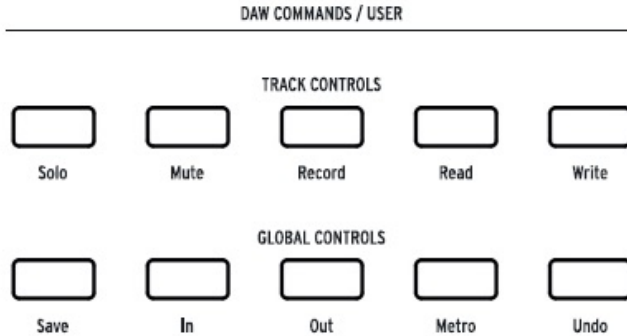 DAW COMMANDS / USER
TRACK CONTROLS
Solo Mute Record Read Write
GLOBAL CONTROLS
Save In Out Metro Undo